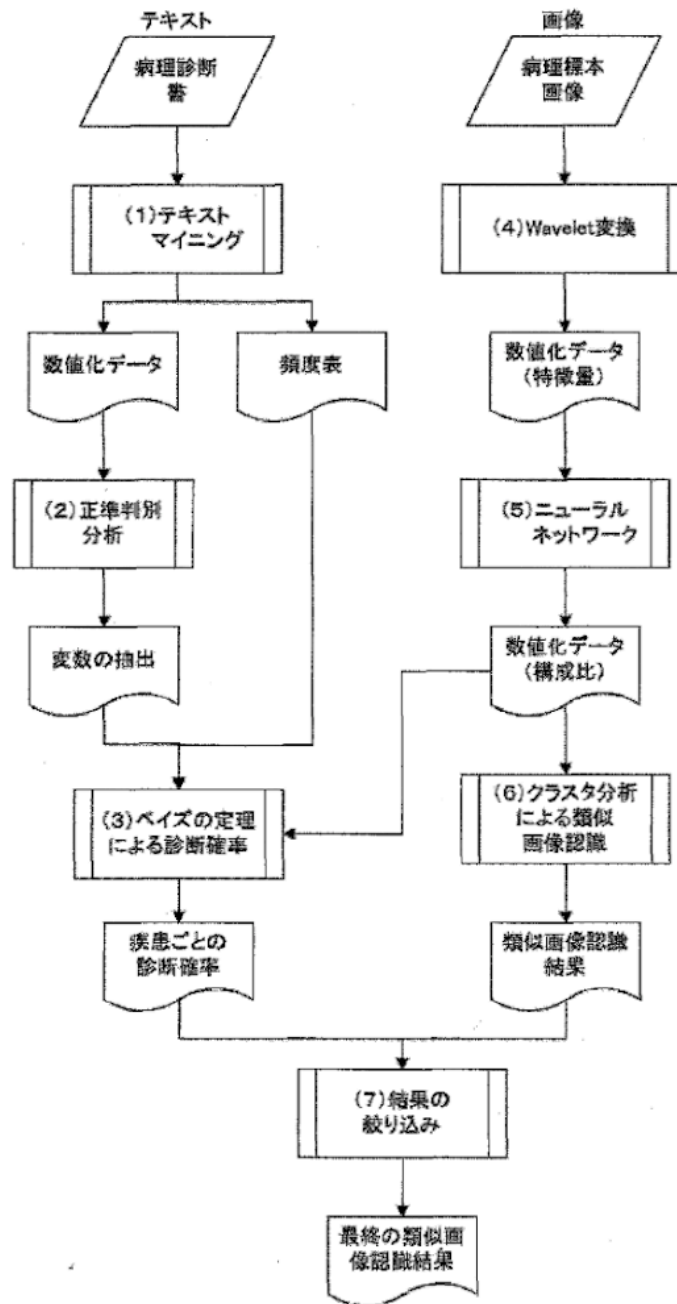 テキスト
病理診断
書
(1)テキスト
マイニング
数値化データ
頻度表
(2)正準判別
分析
変数の抽出
(3)ベイズの定理
による診断確率
疾患ごとの
診断確率
画像
病理標本
画像
(4)Wavelet変換
数値化データ
(特徴量)
(5)ニューラル
ネットワーク
数値化データ
(構成比)
(6)クラスタ分析
による類似
画像認識
類似画像認識
結果
(7)結果の
絞り込み
最終の類似画
像認識結果